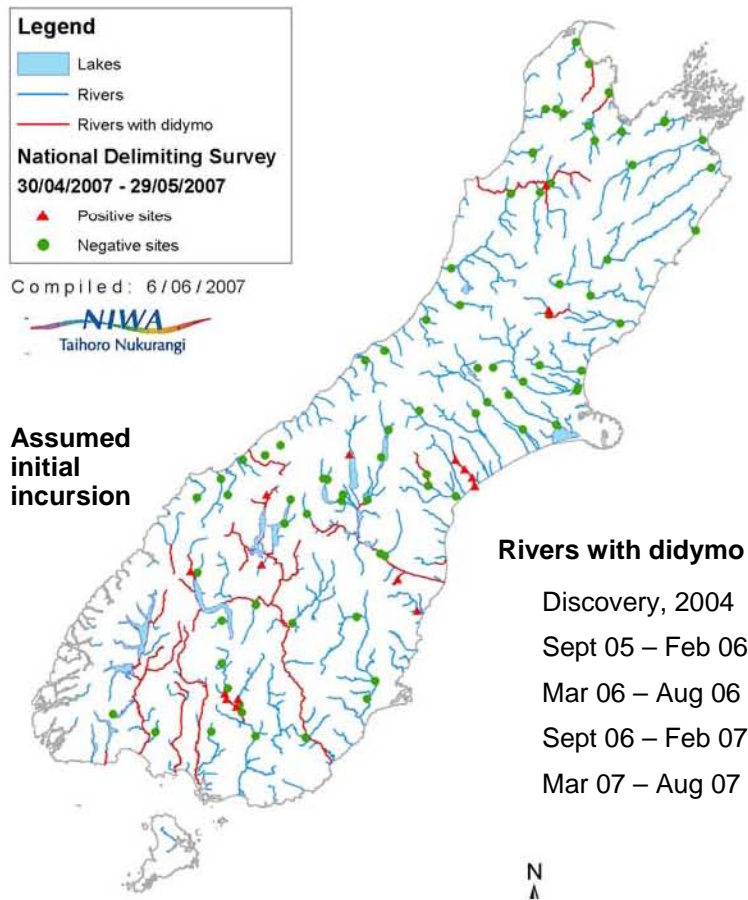 Legend
Lakes
Rivers
Rivers with didymo
National Delimiting Survey
30/04/2007 - 29/05/2007
Positive sites
Negative sites
Compiled: 6/06/2007
NIWA
Taihoro Nukurangi
Assumed
initial
incursion
Rivers with didymo
Discovery, 2004
Sept 05 – Feb 06
Mar 06 – Aug 06
Sept 06 – Feb 07
Mar 07 – Aug 07
N